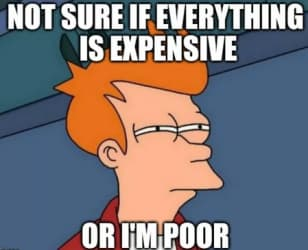 NOT SURE IF EVERYTHING
IS EXPENSIVE
OR I'M POOR